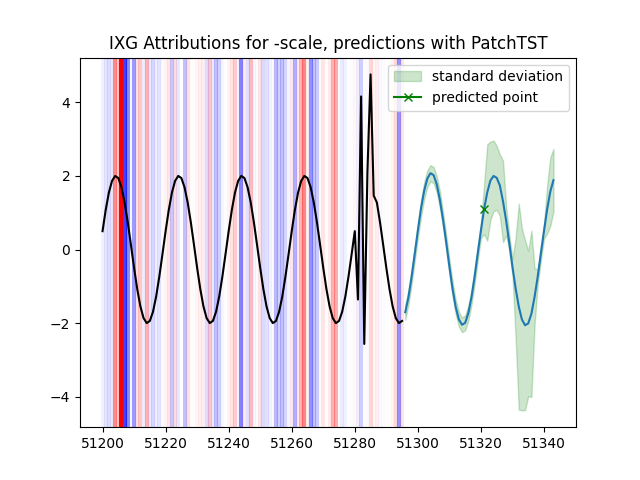 IXG Attributions for -scale, predictions with PatchTST
standard deviation
predicted point
4
2
0
−2
−4
51200 51220 51240 51260 51280 51300 51320 51340